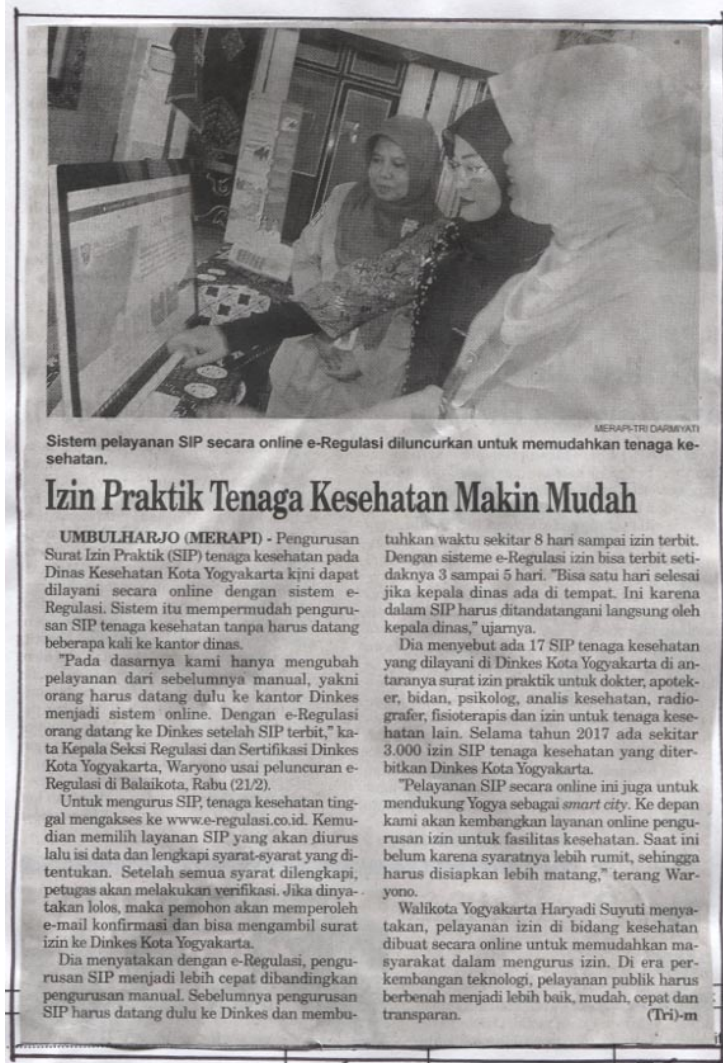 MERAPI-TRI DARMIYATI
Sistem pelayanan SIP secara online e-Regulasi diluncurkan untuk memudahkan tenaga ke-
sehatan.
Izin Praktik Tenaga Kesehatan Makin Mudah
UMBULHARJO (MERAPI) - Pengurusan
Surat Izin Praktik (SIP) tenaga kesehatan pada
Dinas Kesehatan Kota Yogyakarta kini dapat
dilayani secara online dengan sistem e-
Regulasi. Sistem itu mempermudah penguru-
san SIP tenaga kesehatan tanpa harus datang
beberapa kali ke kantor dinas.
"Pada dasarnya kami hanya mengubah
pelayanan dari sebelumnya manual, yakni
orang harus datang dulu ke kantor Dinkes
menjadi sistem online. Dengan e-Regulasi
orang datang ke Dinkes setelah SIP terbit," ka-
ta Kepala Seksi Regulasi dan Sertifikasi Dinkes
Kota Yogyakarta, Waryono usai peluncuran e-
Regulasi di Balaikota, Rabu (21/2).
Untuk mengurus SIP, tenaga kesehatan ting-
gal mengakses ke www.e-regulasi.co.id. Kemu-
dian memilih layanan SIP yang akan diurus
lalu isi data dan lengkapi syarat-syarat yang di-
tentukan. Setelah semua syarat dilengkapi,
petugas akan melakukan verifikasi. Jika dinya-
takan lolos, maka pemohon akan memperoleh
e-mail konfirmasi dan bisa mengambil surat
izin ke Dinkes Kota Yogyakarta.
Dia menyatakan dengan e-Regulasi, pengu-
rusan SIP menjadi lebih cepat dibandingkan
pengurusan manual. Sebelumnya pengurusan
SIP harus datang dulu ke Dinkes dan membu-
tuhkan waktu sekitar 8 hari sampai izin terbit.
Dengan sisteme e-Regulasi izin bisa terbit seti-
daknya 3 sampai 5 hari. "Bisa satu hari selesai
jika kepala dinas ada di tempat. Ini karena
dalam SIP harus ditandatangani langsung oleh
kepala dinas," ujarnya.
Dia menyebut ada 17 SIP tenaga kesehatan
yang dilayani di Dinkes Kota Yogyakarta di an-
taranya surat izin praktik untuk dokter, apotek-
er, bidan, psikolog, analis kesehatan, radio-
grafer, fisioterapis dan izin untuk tenaga kese-
hatan lain. Selama tahun 2017 ada sekitar
3.000 izin SIP tenaga kesehatan yang diter-
bitkan Dinkes Kota Yogyakarta.
"Pelayanan SIP secara online ini juga untuk
mendukung Yogya sebagai smart city. Ke depan
kami akan kembangkan layanan online pengu-
rusan izin untuk fasilitas kesehatan. Saat ini
belum karena syaratnya lebih rumit, sehingga
harus disiapkan lebih matang," terang War-
yono.
Walikota Yogyakarta Haryadi Suyuti menya-
takan, pelayanan izin di bidang kesehatan
dibuat secara online untuk memudahkan ma-
syarakat dalam mengurus izin. Di era per-
kembangan teknologi, pelayanan publik harus
berbenah menjadi lebih baik, mudah, cepat dan
transparan. (Tri)-m